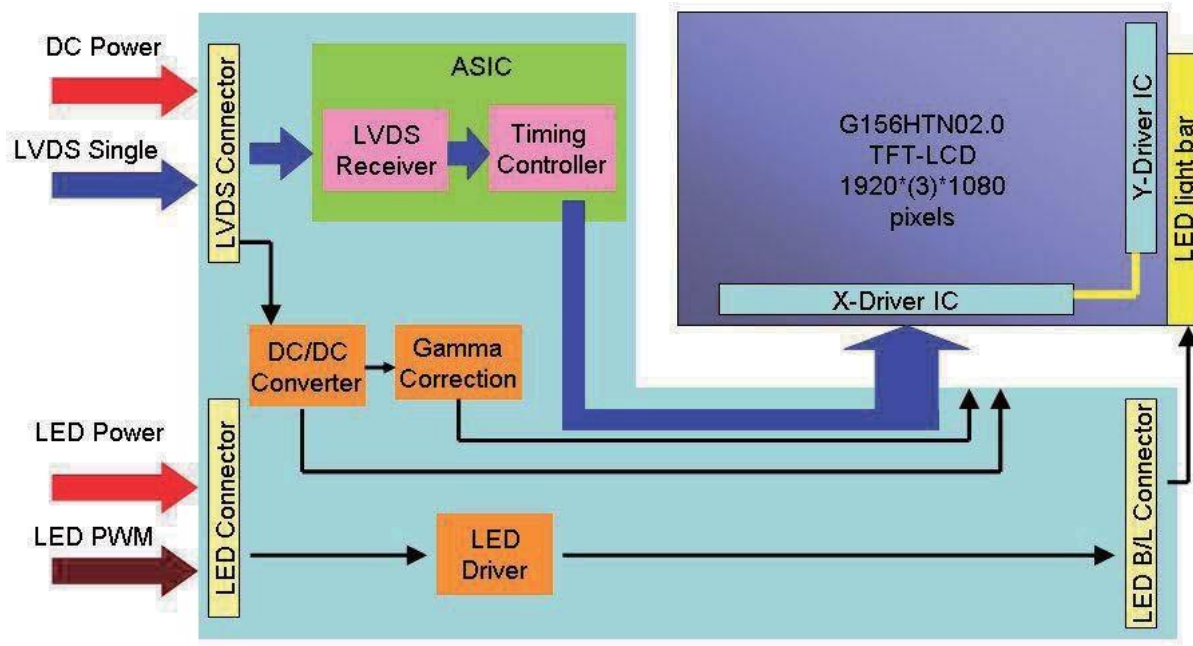 DC Power
LVDS Single
LVDS Connector
ASIC
LVDS
Receiver
Timing
Controller
G156HTN02.0
TFT-LCD
1920*(3)*1080
pixels
Y-Driver IC
LED light bar
X-Driver IC
DC/DC
Converter
Gamma
Correction
LED Power
LED PWM
LED Connector
LED
Driver
LED B/L Connector